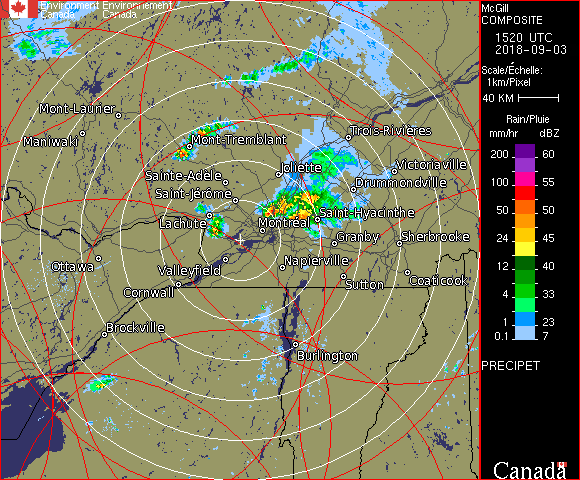 Environment Environnement
Canada Canada
McGill
COMPOSITE
1520 UTC
2018-09-03
Scale/Échelle:
1km/Pixel
40 KM
Rain/Pluie
mm/hr dBZ
200 60
100 55
50 50
24 45
12 40
4 33
1 23
0.1 7
PRECIPET
Canada
Mont-Laurier
Maniwaki
Mont-Tremblant
Trois-Rivières
Sainte-Adèle
Joliette
Victoriaville
Saint-Jérôme
Drummondville
Lachute
Saint-Hyacinthe
Montréal
Granby
Sherbrooke
Ottawa
Valleyfield
Napierville
Cornwall
Sutton
Coaticook
Brockville
Burlington